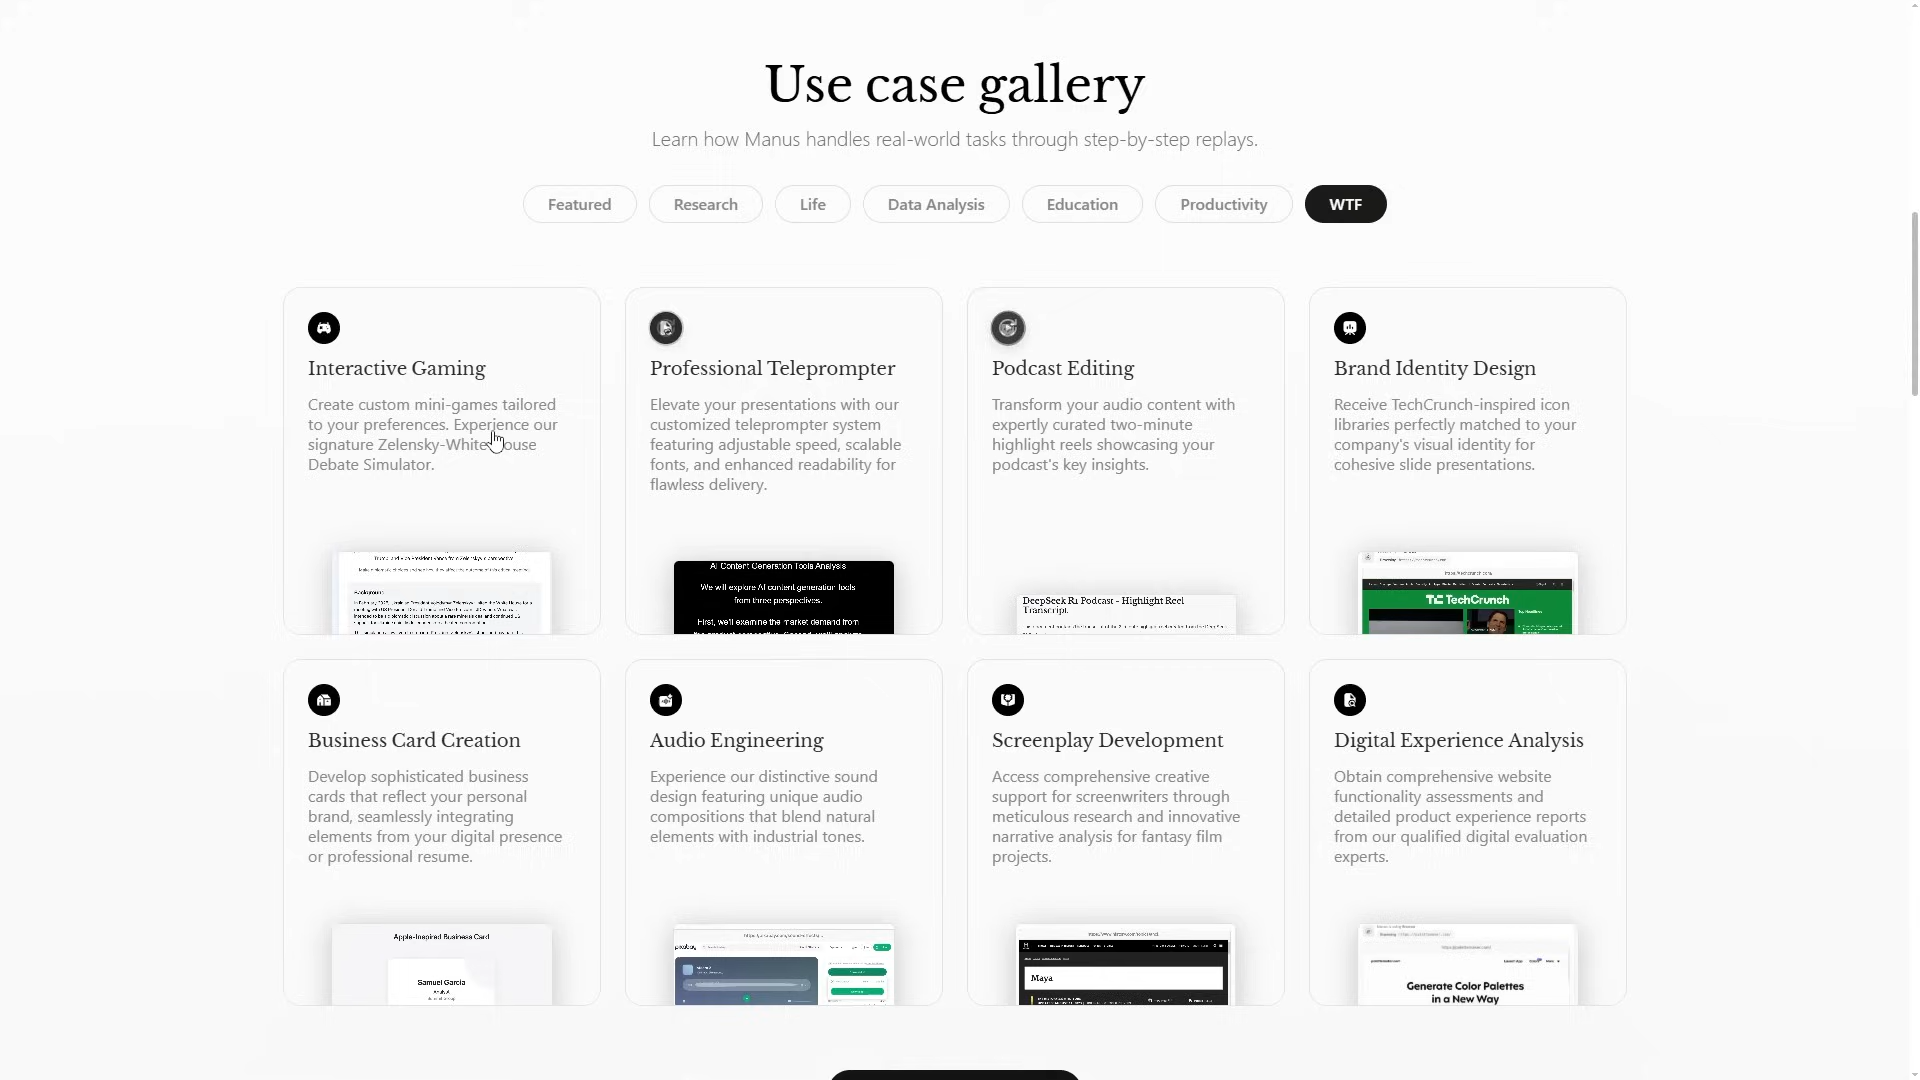 Use case gallery
Learn how Manus handles real-world tasks through step-by-step replays.
Featured
Research
Life
Data Analysis
Education
Productivity
WTF
Interactive Gaming
Create custom mini-games tailored
to your preferences. Experience our
signature Zelensky-White House
Debate Simulator.
Professional Teleprompter
Elevate your presentations with our
customized teleprompter system
featuring adjustable speed, scalable
fonts, and enhanced readability for
flawless delivery.
AI Content Generation Tools Analysis
We will explore AI content generation tools
from three perspectives.
First, we'll examine the market demand from
Podcast Editing
Transform your audio content with
expertly curated two-minute
highlight reels showcasing your
podcast's key insights.
DeepSeek R1 Podcast - Highlight Reel
Transcript
Brand Identity Design
Receive TechCrunch-inspired icon
libraries perfectly matched to your
company's visual identity for
cohesive slide presentations.
TechCrunch
Business Card Creation
Develop sophisticated business
cards that reflect your personal
brand, seamlessly integrating
elements from your digital presence
or professional resume.
Apple-Inspired Business Card
Samuel Garcia
Analyst
Audio Engineering
Experience our distinctive sound
design featuring unique audio
compositions that blend natural
elements with industrial tones.
pixabay
Screenplay Development
Access comprehensive creative
support for screenwriters through
meticulous research and innovative
narrative analysis for fantasy film
projects.
Maya
Digital Experience Analysis
Obtain comprehensive website
functionality assessments and
detailed product experience reports
from our qualified digital evaluation
experts.
Generate Color Palettes
in a New Way